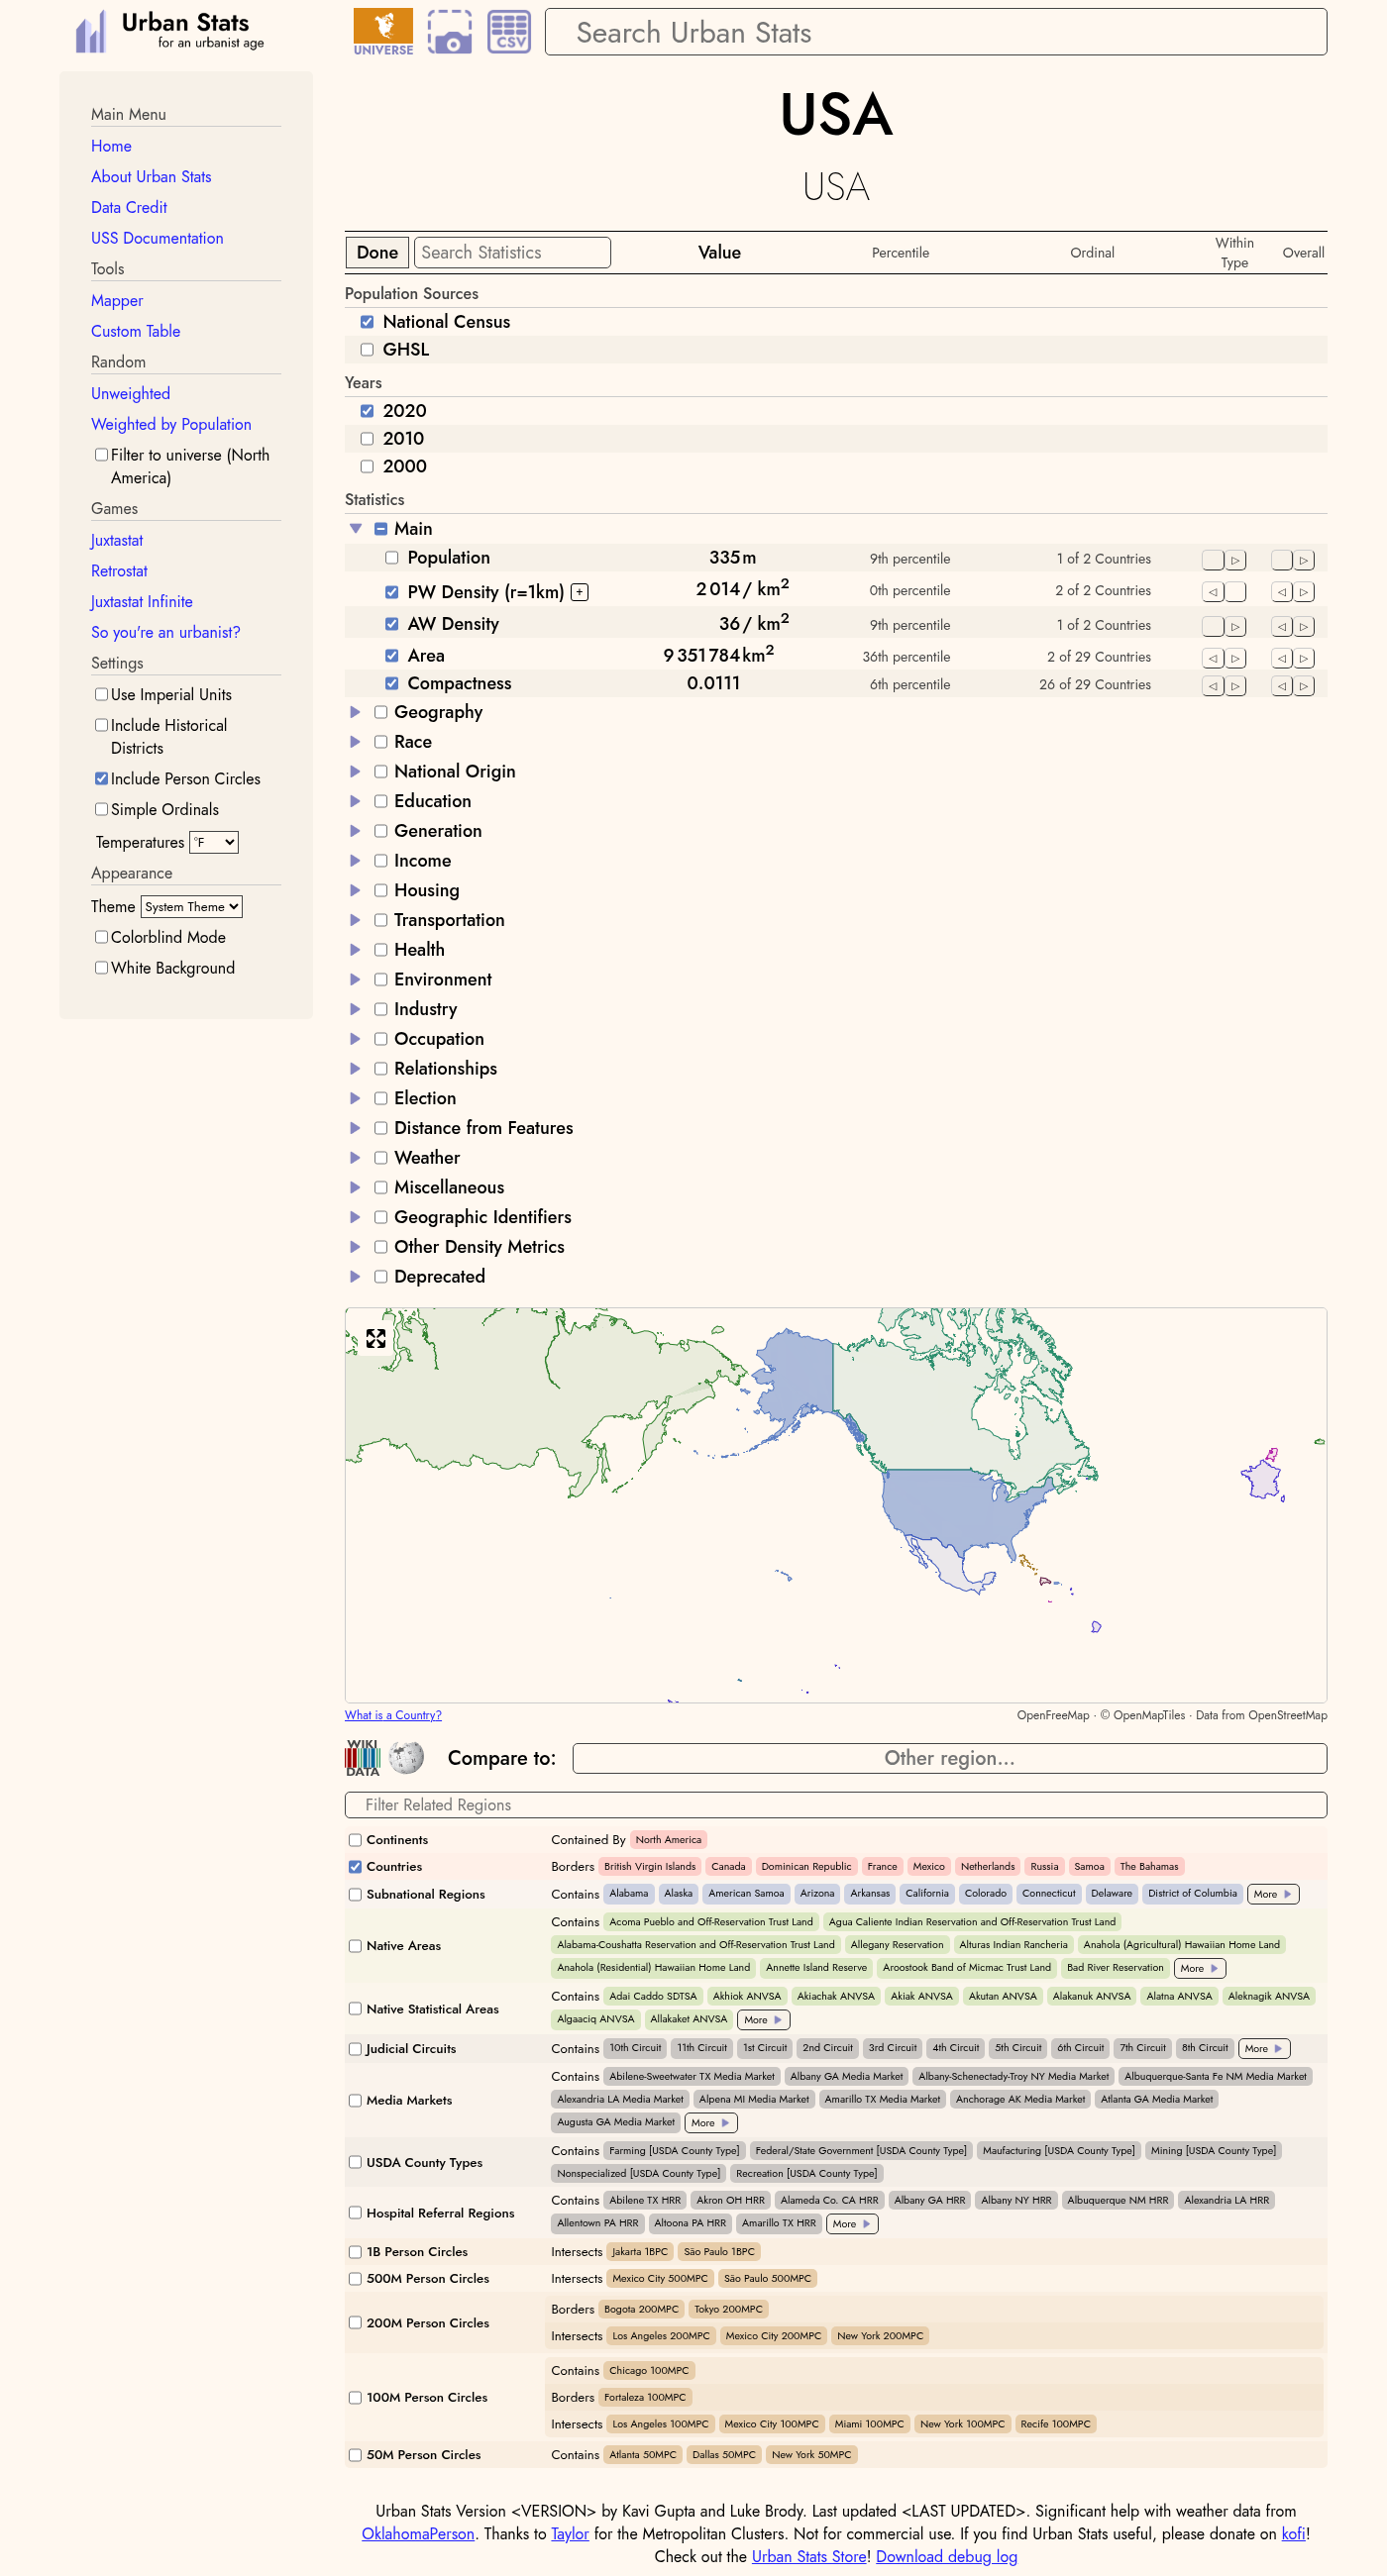 Urban Stats
for an urbanist age
UNIVERSE
CSV
Search Urban Stats
Main Menu
Home
About Urban Stats
Data Credit
USS Documentation
Tools
Mapper
Custom Table
Random
Unweighted
Weighted by Population
Filter to universe (North
America)
Games
Juxtastat
Retrostat
Juxtastat Infinite
So you're an urbanist?
Settings
Use Imperial Units
Include Historical
Districts
Include Person Circles
Simple Ordinals
Temperatures °F
Appearance
Theme System Theme
Colorblind Mode
White Background
USA
USA
Done Search Statistics Value Percentile Ordinal Within Type Overall
Population Sources
National Census
GHSL
Years
2020
2010
2000
Statistics
Main
Population 335 m 9th percentile 1 of 2 Countries
PW Density (r=1km) + 2 014 / km² 0th percentile 2 of 2 Countries
AW Density 36 / km² 9th percentile 1 of 2 Countries
Area 9 351 784 km² 36th percentile 2 of 29 Countries
Compactness 0.0111 6th percentile 26 of 29 Countries
Geography
Race
National Origin
Education
Generation
Income
Housing
Transportation
Health
Environment
Industry
Occupation
Relationships
Election
Distance from Features
Weather
Miscellaneous
Geographic Identifiers
Other Density Metrics
Deprecated
What is a Country? OpenFreeMap · © OpenMapTiles · Data from OpenStreetMap
WIKI
DATA
Compare to: Other region...
Filter Related Regions
Continents Contained By North America
Countries Borders British Virgin Islands Canada Dominican Republic France Mexico Netherlands Russia Samoa The Bahamas
Subnational Regions Contains Alabama Alaska American Samoa Arizona Arkansas California Colorado Connecticut Delaware District of Columbia More
Native Areas Contains Acoma Pueblo and Off-Reservation Trust Land Agua Caliente Indian Reservation and Off-Reservation Trust Land
Alabama-Coushatta Reservation and Off-Reservation Trust Land Allegany Reservation Alturas Indian Rancheria Anahola (Agricultural) Hawaiian Home Land
Anahola (Residential) Hawaiian Home Land Annette Island Reserve Aroostook Band of Micmac Trust Land Bad River Reservation More
Native Statistical Areas Contains Adai Caddo SDTSA Akhiok ANVSA Akiachak ANVSA Akiak ANVSA Akutan ANVSA Alakanuk ANVSA Alatna ANVSA Aleknagik ANVSA
Algaaciq ANVSA Allakaket ANVSA More
Judicial Circuits Contains 10th Circuit 11th Circuit 1st Circuit 2nd Circuit 3rd Circuit 4th Circuit 5th Circuit 6th Circuit 7th Circuit 8th Circuit More
Media Markets Contains Abilene-Sweetwater TX Media Market Albany GA Media Market Albany-Schenectady-Troy NY Media Market Albuquerque-Santa Fe NM Media Market
Alexandria LA Media Market Alpena MI Media Market Amarillo TX Media Market Anchorage AK Media Market Atlanta GA Media Market
Augusta GA Media Market More
USDA County Types Contains Farming [USDA County Type] Federal/State Government [USDA County Type] Maufacturing [USDA County Type] Mining [USDA County Type]
Nonspecialized [USDA County Type] Recreation [USDA County Type]
Hospital Referral Regions Contains Abilene TX HRR Akron OH HRR Alameda Co. CA HRR Albany GA HRR Albany NY HRR Albuquerque NM HRR Alexandria LA HRR
Allentown PA HRR Altoona PA HRR Amarillo TX HRR More
1B Person Circles Intersects Jakarta 1BPC São Paulo 1BPC
500M Person Circles Intersects Mexico City 500MPC São Paulo 500MPC
200M Person Circles Borders Bogota 200MPC Tokyo 200MPC
Intersects Los Angeles 200MPC Mexico City 200MPC New York 200MPC
100M Person Circles Contains Chicago 100MPC
Borders Fortaleza 100MPC
Intersects Los Angeles 100MPC Mexico City 100MPC Miami 100MPC New York 100MPC Recife 100MPC
50M Person Circles Contains Atlanta 50MPC Dallas 50MPC New York 50MPC
Urban Stats Version <VERSION> by Kavi Gupta and Luke Brody. Last updated <LAST UPDATED>. Significant help with weather data from
OklahomaPerson. Thanks to Taylor for the Metropolitan Clusters. Not for commercial use. If you find Urban Stats useful, please donate on kofi!
Check out the Urban Stats Store! Download debug log